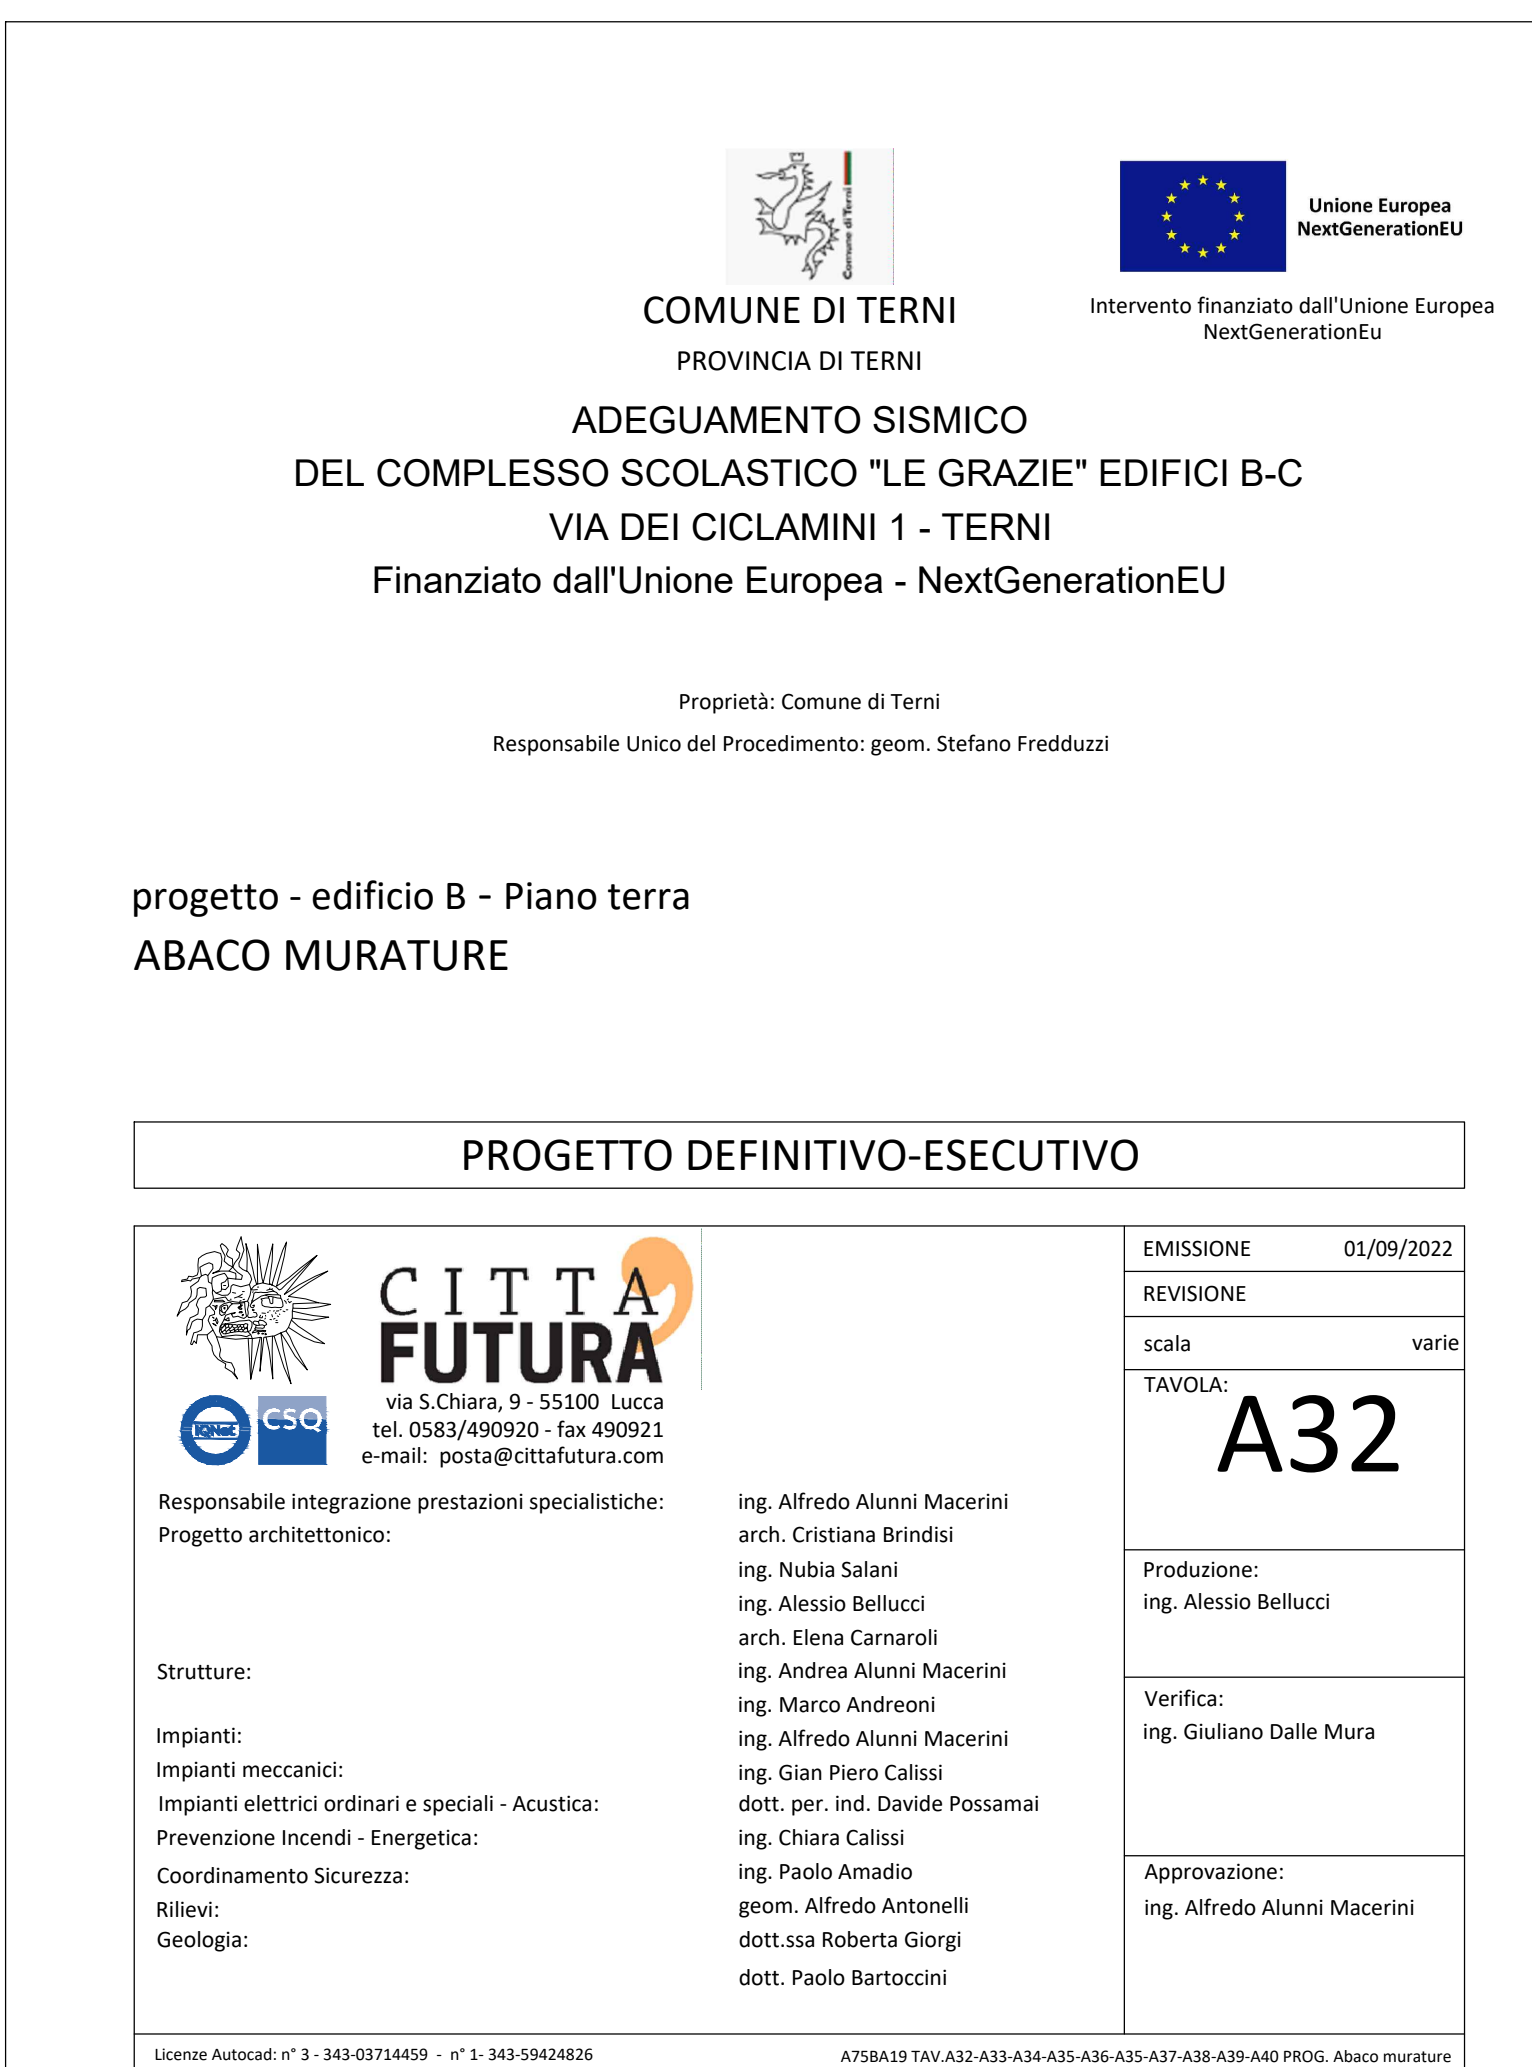 Comune di Terni
Unione Europea
NextGenerationEU
COMUNE DI TERNI
Intervento finanziato dall'Unione Europea
NextGenerationEu
PROVINCIA DI TERNI
ADEGUAMENTO SISMICO
DEL COMPLESSO SCOLASTICO "LE GRAZIE" EDIFICI B-C
VIA DEI CICLAMINI 1 - TERNI
Finanziato dall'Unione Europea - NextGenerationEU
Proprietà: Comune di Terni
Responsabile Unico del Procedimento: geom. Stefano Fredduzzi
progetto - edificio B - Piano terra
ABACO MURATURE
PROGETTO DEFINITIVO-ESECUTIVO
CITTA
FUTURA
IQNet
CSQ
via S.Chiara, 9 - 55100 Lucca
tel. 0583/490920 - fax 490921
e-mail: posta@cittafutura.com
EMISSIONE 01/09/2022
REVISIONE
scala varie
TAVOLA:
A32
Responsabile integrazione prestazioni specialistiche: ing. Alfredo Alunni Macerini
Progetto architettonico: arch. Cristiana Brindisi
ing. Nubia Salani
ing. Alessio Bellucci
arch. Elena Carnaroli
Strutture: ing. Andrea Alunni Macerini
ing. Marco Andreoni
Impianti: ing. Alfredo Alunni Macerini
Impianti meccanici: ing. Gian Piero Calissi
Impianti elettrici ordinari e speciali - Acustica: dott. per. ind. Davide Possamai
Prevenzione Incendi - Energetica: ing. Chiara Calissi
Coordinamento Sicurezza: ing. Paolo Amadio
Rilievi: geom. Alfredo Antonelli
Geologia: dott.ssa Roberta Giorgi
dott. Paolo Bartoccini
Produzione:
ing. Alessio Bellucci
Verifica:
ing. Giuliano Dalle Mura
Approvazione:
ing. Alfredo Alunni Macerini
Licenze Autocad: n° 3 - 343-03714459 - n° 1- 343-59424826
A75BA19 TAV.A32-A33-A34-A35-A36-A35-A37-A38-A39-A40 PROG. Abaco murature